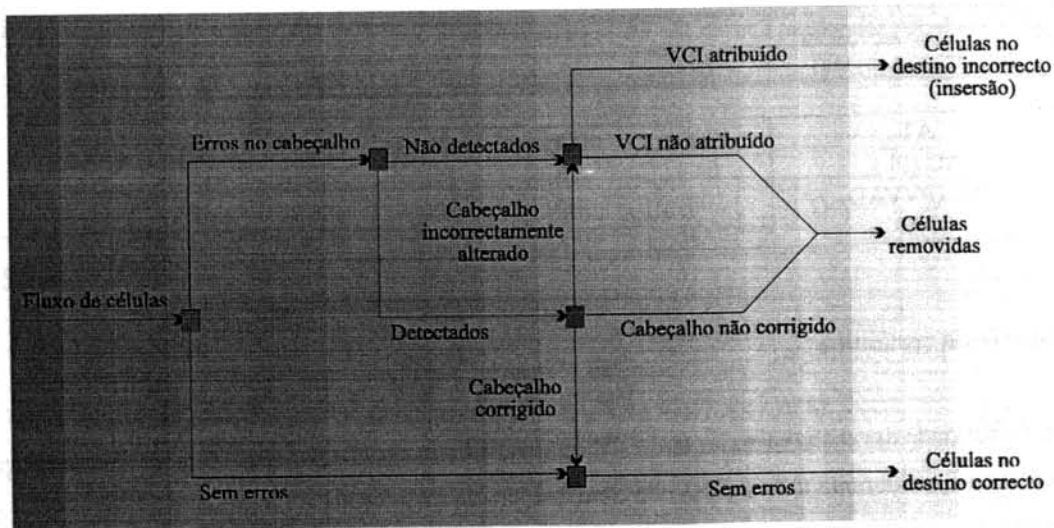 VCI atribuído
Células no
destino incorrecto
(insersão)
Erros no cabeçalho
Não detectados
VCI não atribuído
Cabeçalho
incorrectamente
alterado
Células
removidas
Fluxo de células
Detectados
Cabeçalho não corrigido
Cabeçalho
corrigido
Sem erros
Sem erros
Células no
destino correcto